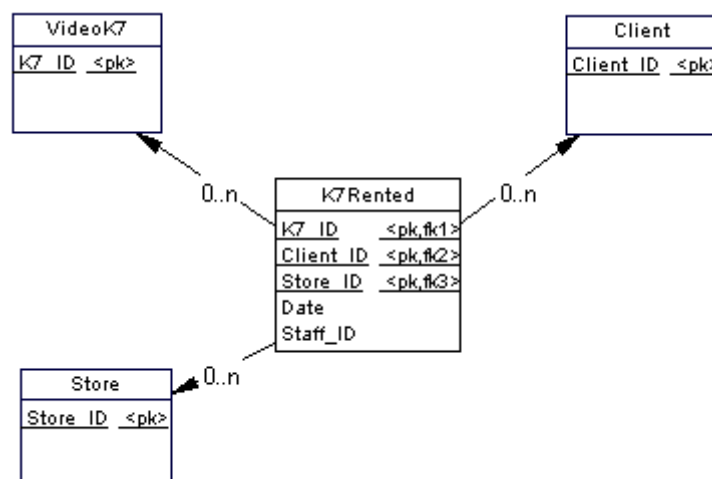 VideoK7
K7_ID <pk>
Client
Client_ID <pk>
0..n
0..n
K7Rented
K7_ID <pk,fk1>
Client_ID <pk,fk2>
Store_ID <pk,fk3>
Date
Staff_ID
0..n
Store
Store_ID <pk>